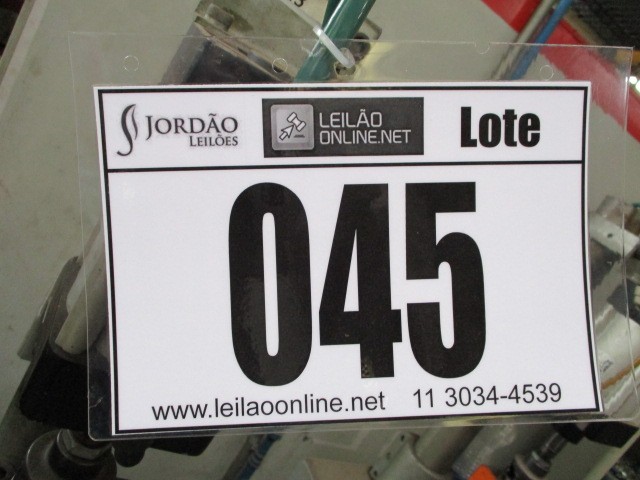 JORDÃO
LEILÕES
LEILÃO
ONLINE.NET
Lote
045
www.leilaoonline.net 11 3034-4539